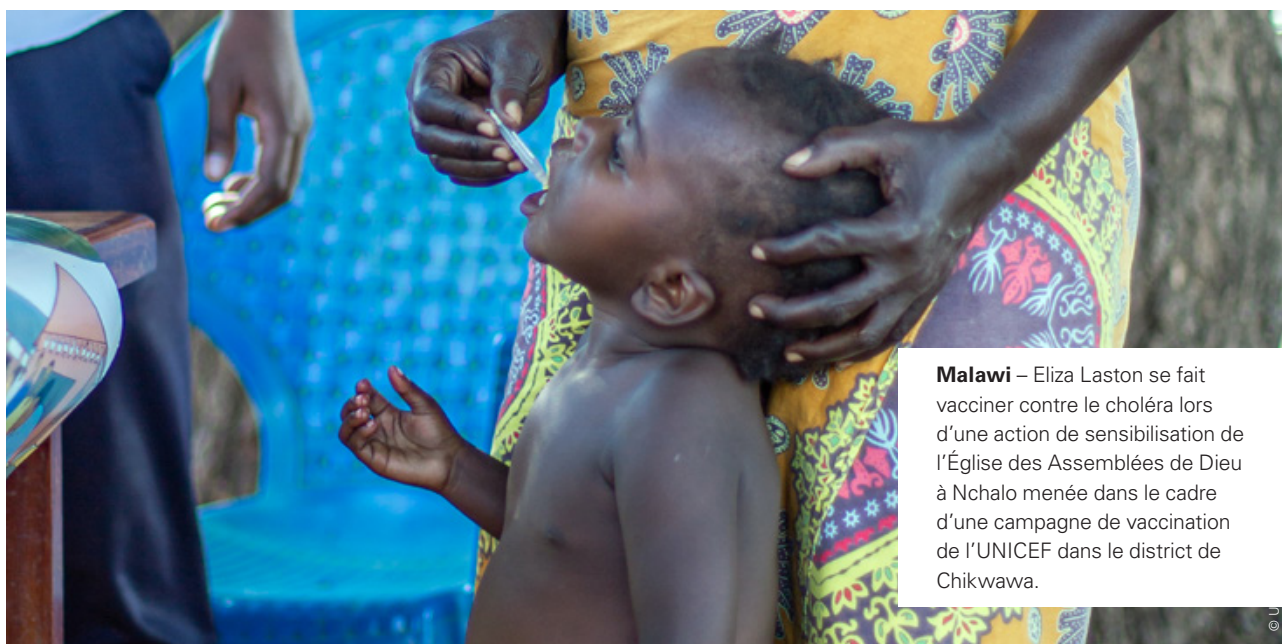 Malawi – Eliza Laston se fait
vacciner contre le choléra lors
d’une action de sensibilisation de
l’Église des Assemblées de Dieu
à Nchalo menée dans le cadre
d’une campagne de vaccination
de l’UNICEF dans le district de
Chikwawa.